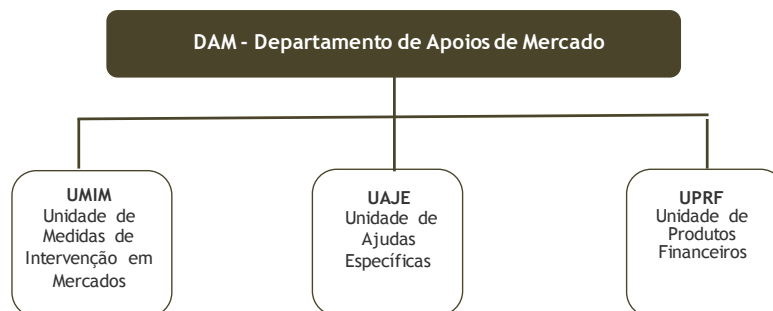 DAM - Departamento de Apoios de Mercado
UMIM
Unidade de
Medidas de
Intervenção em
Mercados
UAJE
Unidade de
Ajudas
Específicas
UPRF
Unidade de
Produtos
Financeiros